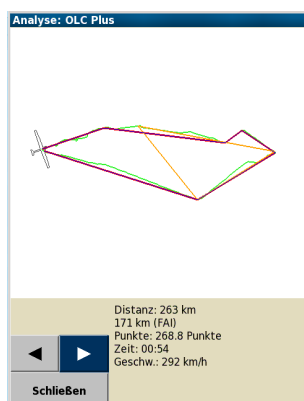 Analyse: OLC Plus
Distanz: 263 km
171 km (FAI)
Punkte: 268.8 Punkte
Zeit: 00:54
Geschw.: 292 km/h
Schließen